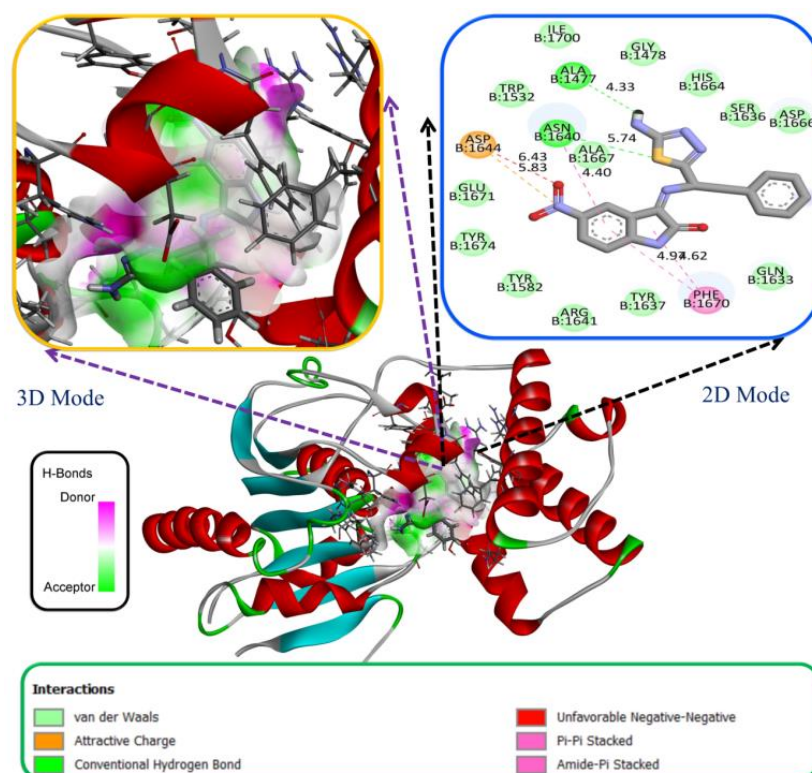 ILE
B:1700
GLY
B:1478
ALA
B:1477
HIS
B:1664
4.33
TRP
B:1532
SER
B:1636
ASP
B:1666
ASN
B:1640
ASP
B:1644
5.74
ALA
B:1667
6.43
5.83
4.40
GLU
B:1671
TYR
B:1674
4.97
4.62
GLN
B:1633
TYR
B:1582
TYR
B:1637
PHE
B:1670
ARG
B:1641
3D Mode
2D Mode
H-Bonds
Donor
Acceptor
Interactions
van der Waals
Attractive Charge
Conventional Hydrogen Bond
Unfavorable Negative-Negative
Pi-Pi Stacked
Amide-Pi Stacked